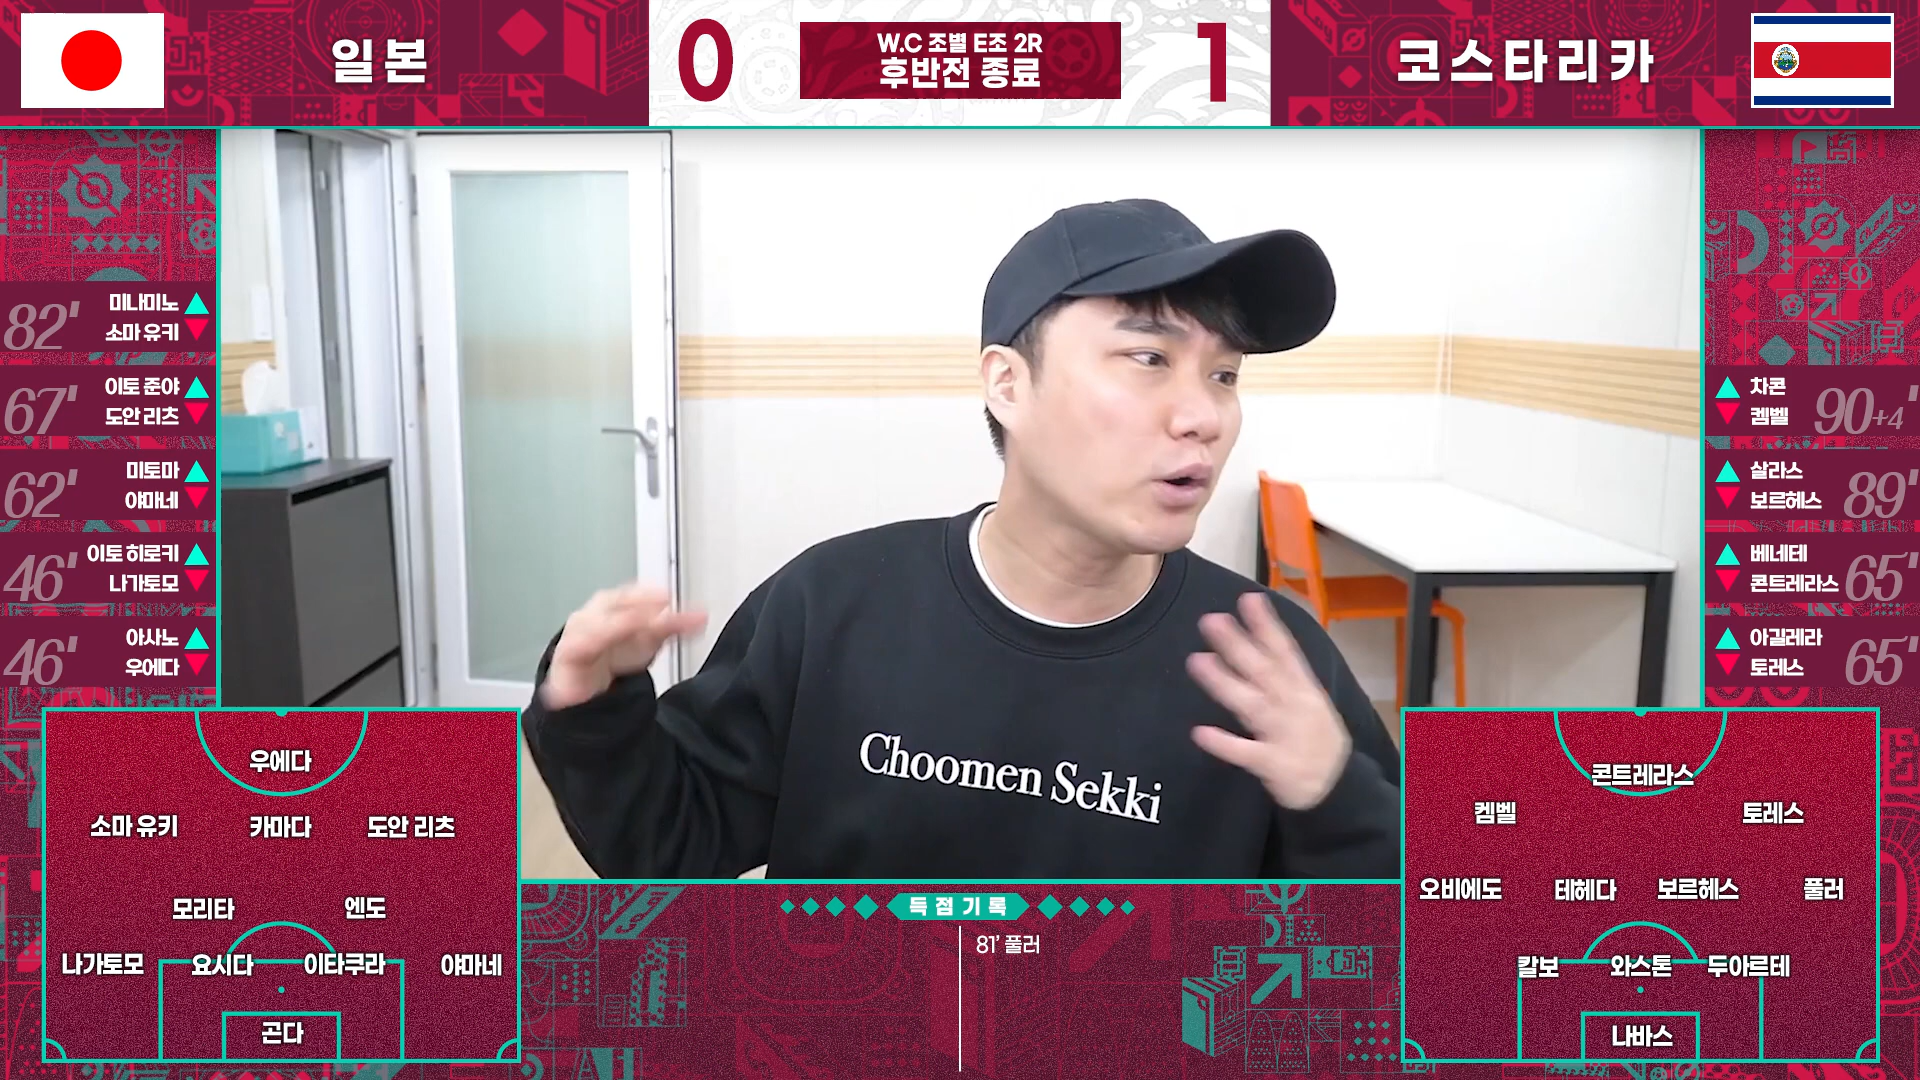 일본
0
W.C 조별 E조 2R
후반전 종료
1
코스타리카
82'
미나미노
소마 유키
67'
이토 준야
도안 리츠
62'
미토마
야마네
46'
이토 히로키
나가토모
46'
아사노
우에다
차콘
켐벨
90+4'
살라스
보르헤스
89'
베네테
콘트레라스
65'
아길레라
토레스
65'
Choomen Sekki
우에다
소마 유키 카마다 도안 리츠
모리타 엔도
나가토모 요시다 이타쿠라 야마네
곤다
콘트레라스
켐벨 토레스
오비에도 테헤다 보르헤스 풀러
칼보 와스톤 두아르테
나바스
득점기록
81' 풀러